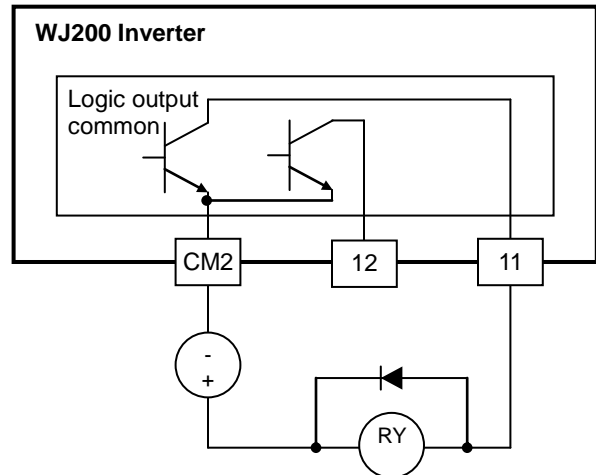 WJ200 Inverter
Logic output
common
CM2
12
11
-
+
RY